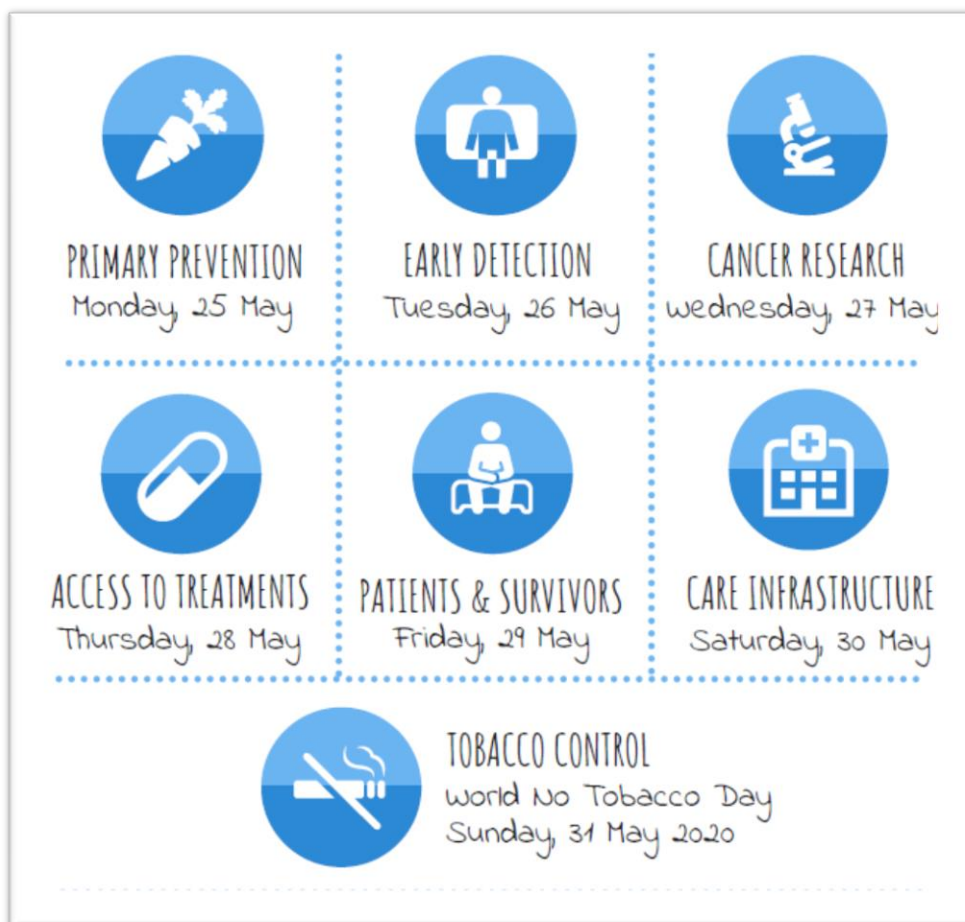 PRIMARY PREVENTION
Monday, 25 May
EARLY DETECTION
Tuesday, 26 May
CANCER RESEARCH
Wednesday, 27 May
ACCESS TO TREATMENTS
Thursday, 28 May
PATIENTS & SURVIVORS
Friday, 29 May
CARE INFRASTRUCTURE
Saturday, 30 May
TOBACCO CONTROL
World No Tobacco Day
Sunday, 31 May 2020